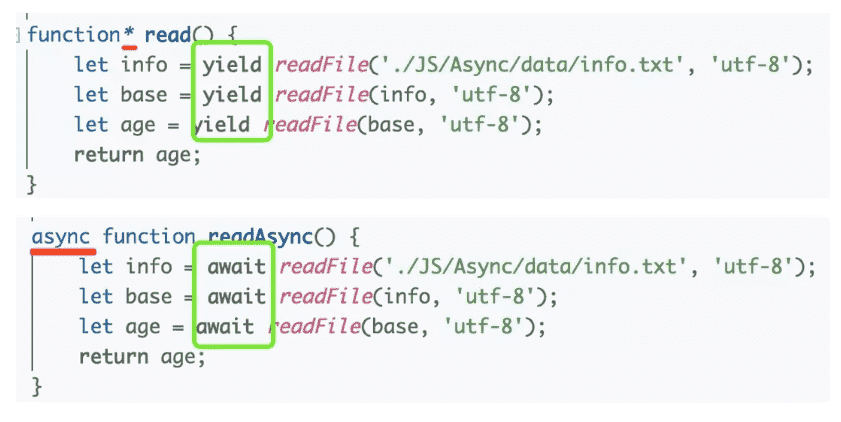 function* read() {
let info = yield readFile('./JS/Async/data/info.txt', 'utf-8');
let base = yield readFile(info, 'utf-8');
let age = yield readFile(base, 'utf-8');
return age;
}
async function readAsync() {
let info = await readFile('./JS/Async/data/info.txt', 'utf-8');
let base = await readFile(info, 'utf-8');
let age = await readFile(base, 'utf-8');
return age;
}